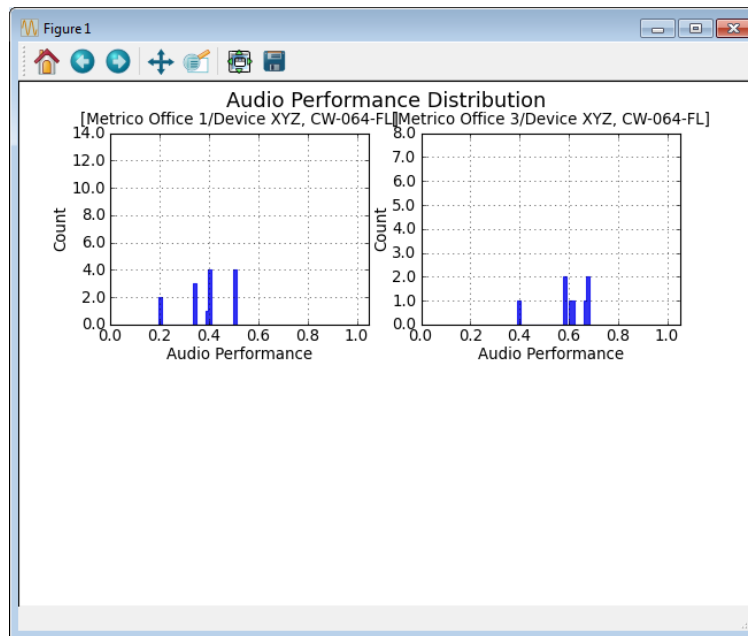 Figure 1
Audio Performance Distribution
[Metrico Office 1/Device XYZ, CW-064-FL]
14.0
12.0
10.0
8.0
6.0
4.0
2.0
0.0
Count
0.0 0.2 0.4 0.6 0.8 1.0
Audio Performance
[Metrico Office 3/Device XYZ, CW-064-FL]
8.0
7.0
6.0
5.0
4.0
3.0
2.0
1.0
0.0
Count
0.0 0.2 0.4 0.6 0.8 1.0
Audio Performance